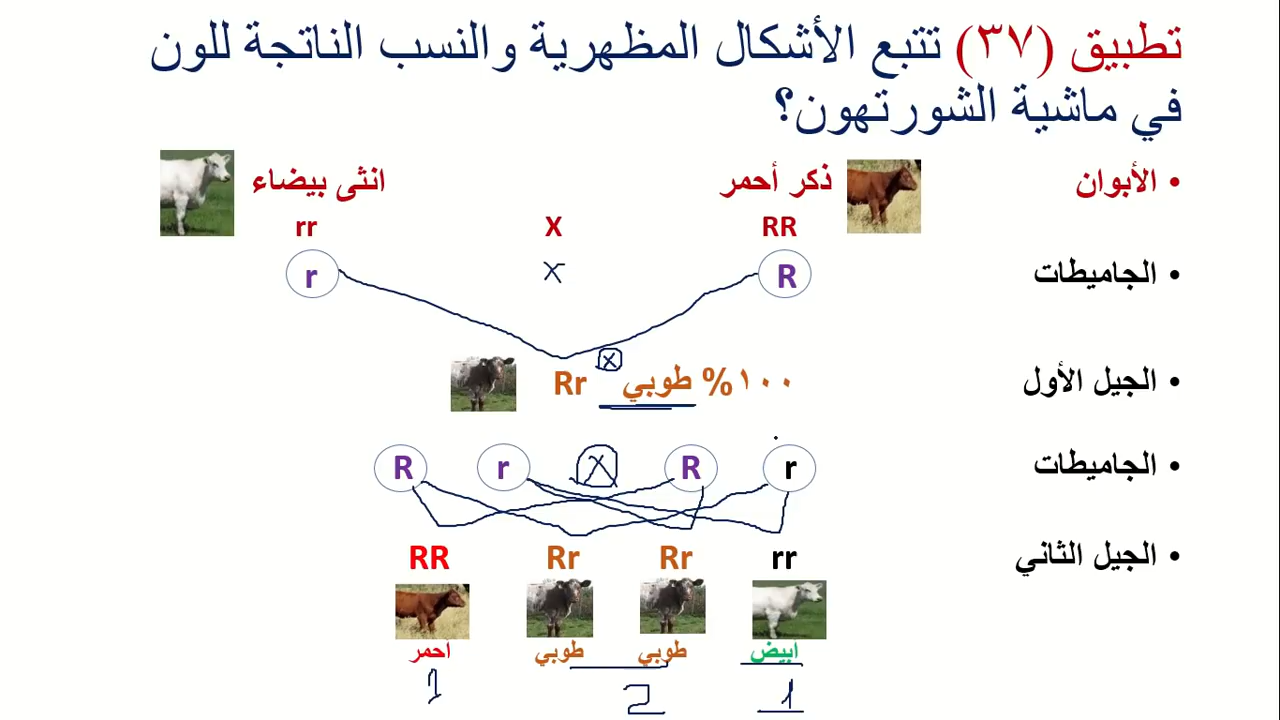 تطبيق (٣٧) تتبع الأشكال المظهرية والنسب الناتجة للون
في ماشية الشورتهون؟
• الأبوان ذكر أحمر انثى بيضاء
RR X rr
• الجاميطات R x r
• الجيل الأول ١٠٠% طوبي Rr x
• الجاميطات r R x r R
• الجيل الثاني rr Rr Rr RR
ابيض طوبي طوبي احمر
1 2 1